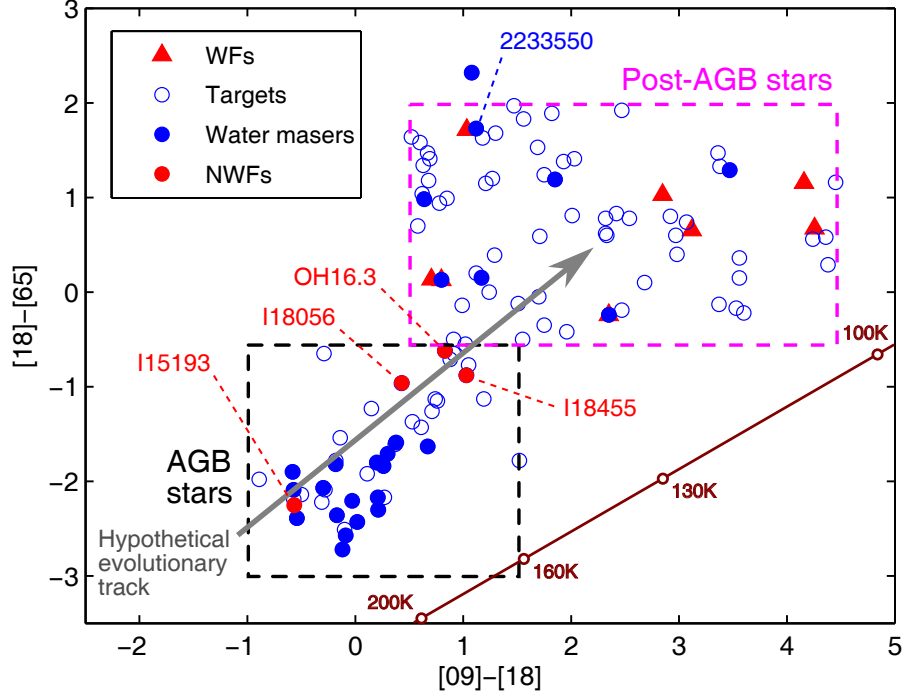 3
2
1
0
−1
−2
−3
[18]−[65]
WFs
Targets
Water masers
NWFs
2233550
Post-AGB stars
OH16.3
I18056
I15193
I18455
AGB
stars
Hypothetical
evolutionary
track
100K
130K
160K
200K
−2
−1
0
1
2
3
4
5
[09]−[18]